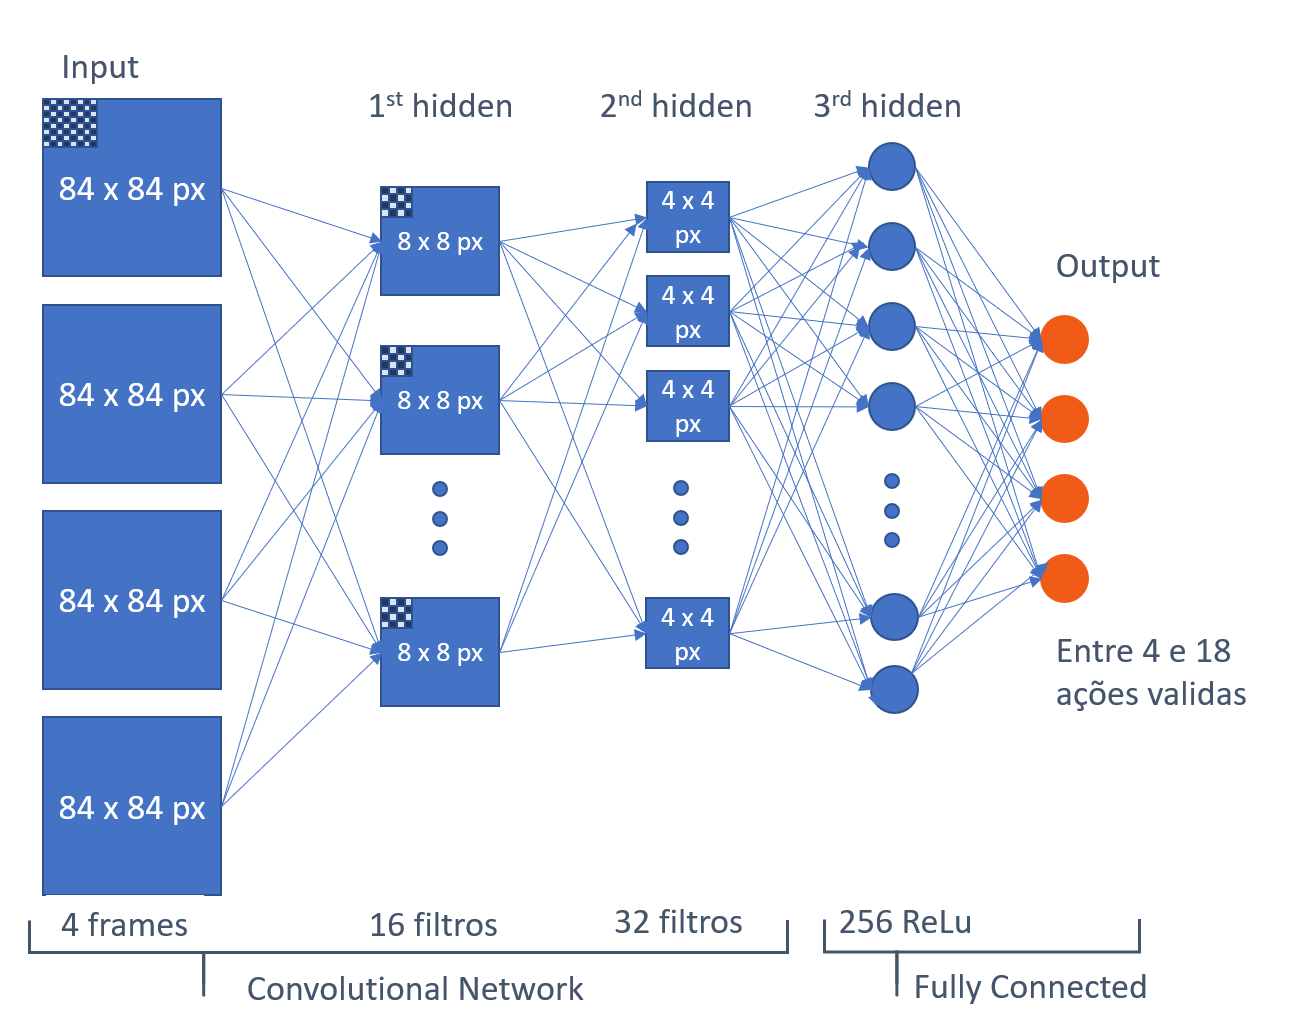 Input
1st hidden
2nd hidden
3rd hidden
84 x 84 px
84 x 84 px
84 x 84 px
84 x 84 px
8 x 8 px
8 x 8 px
8 x 8 px
4 x 4
px
4 x 4
px
4 x 4
px
4 x 4
px
Output
Entre 4 e 18
ações validas
4 frames
16 filtros
32 filtros
256 ReLu
Convolutional Network
Fully Connected